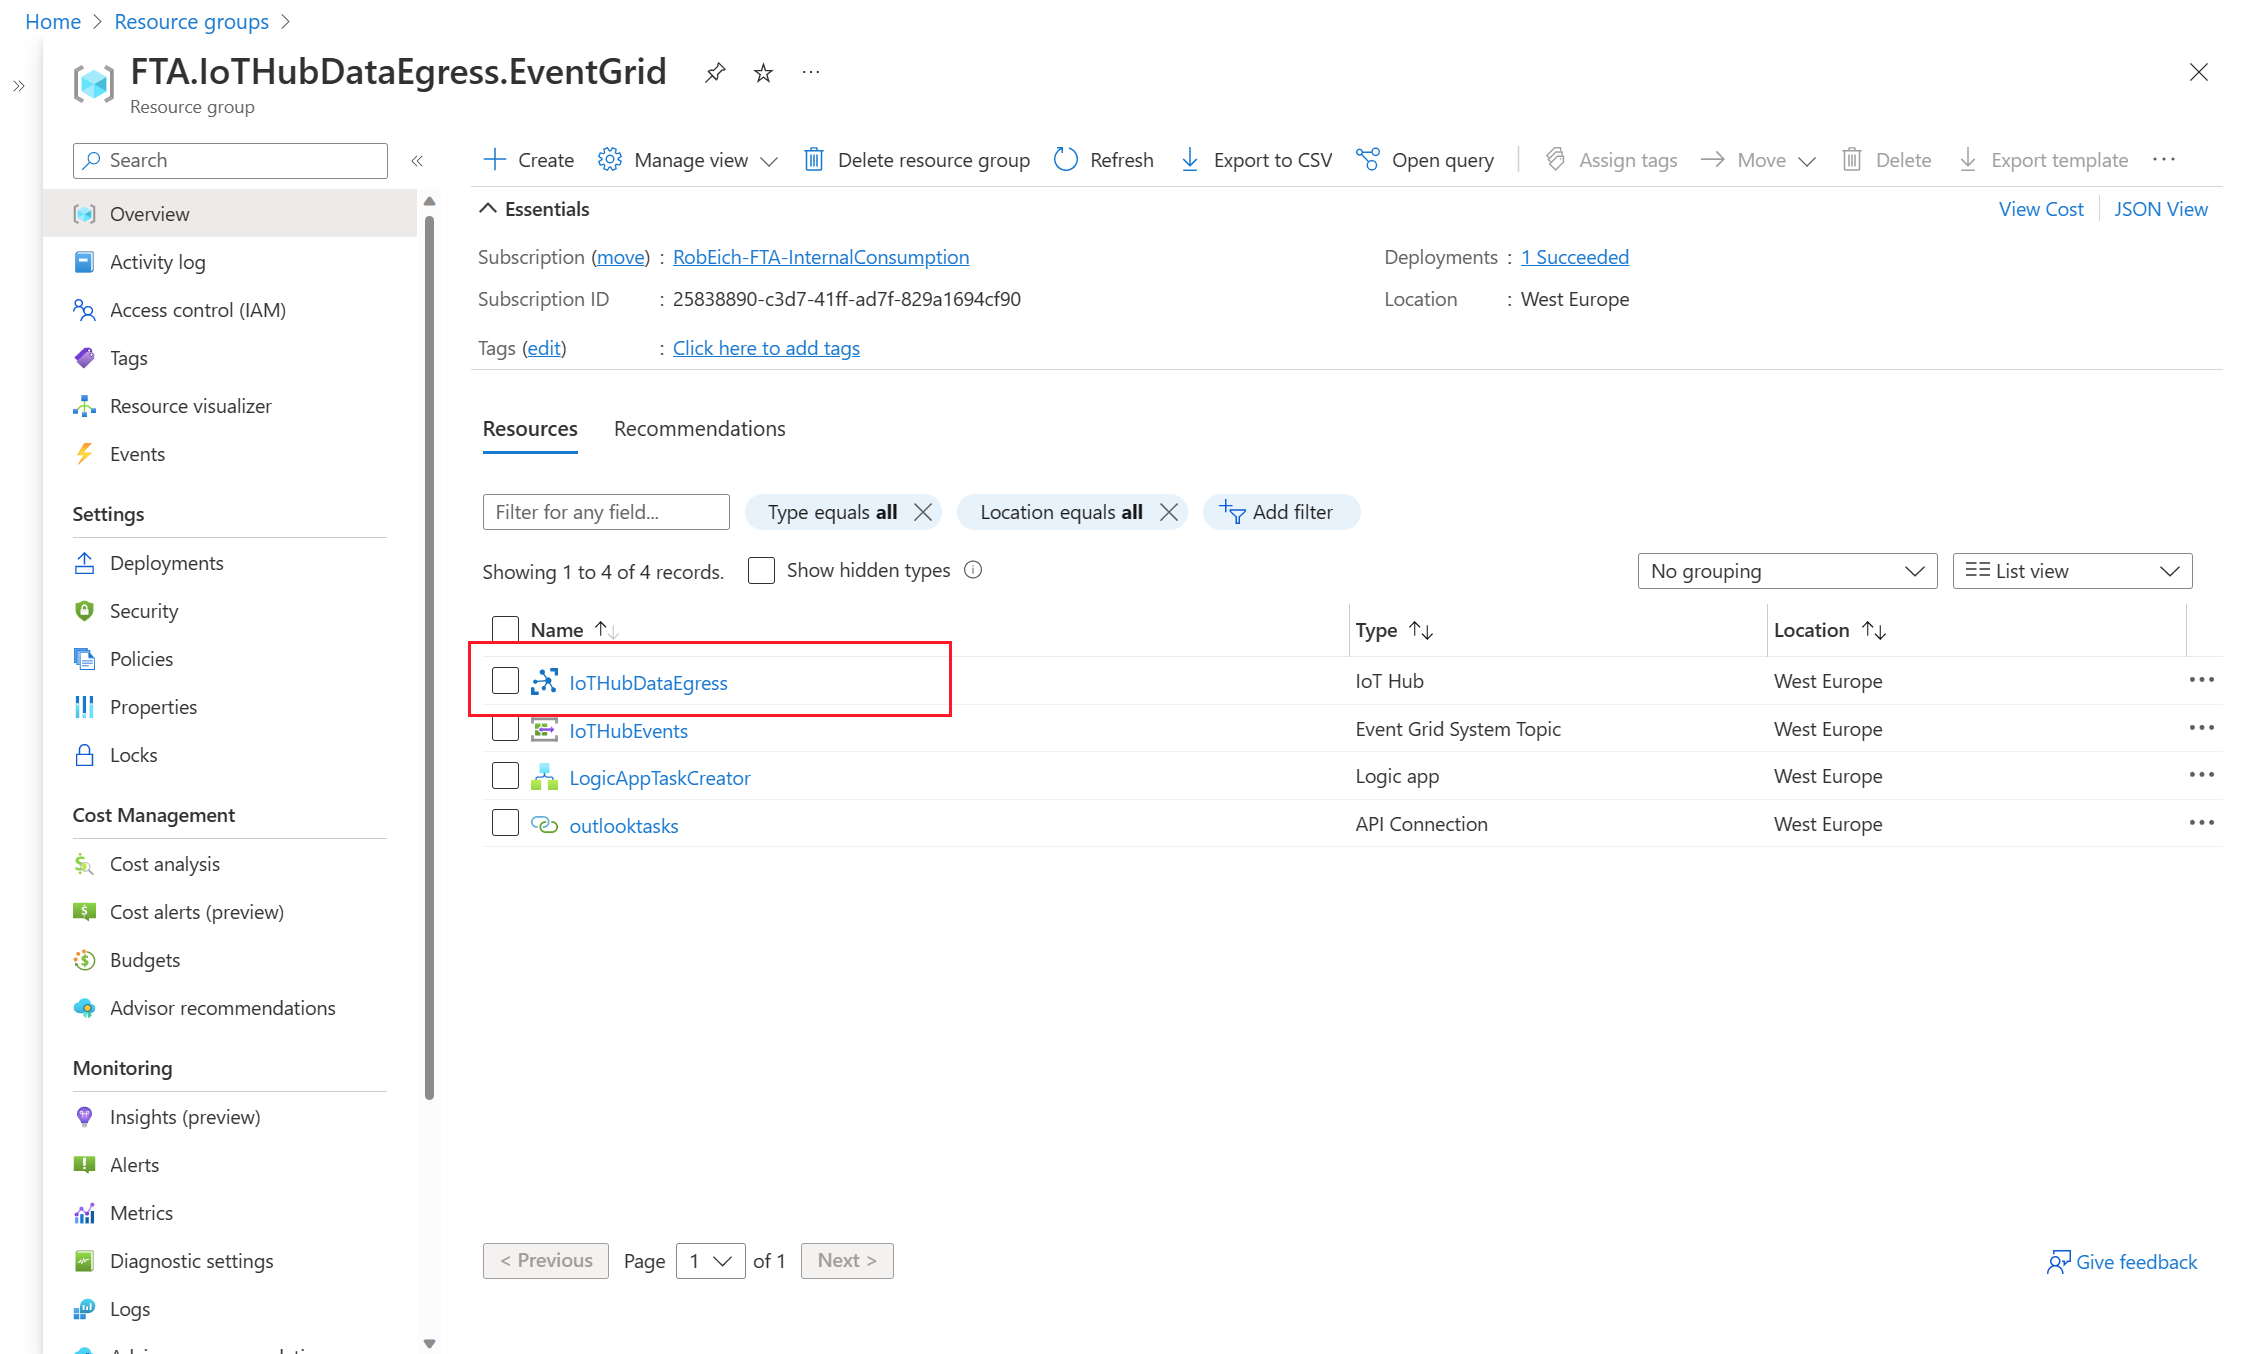 Home > Resource groups >
FTA.IoTHubDataEgress.EventGrid
Resource group
Search
Overview
Activity log
Access control (IAM)
Tags
Resource visualizer
Events
Settings
Deployments
Security
Policies
Properties
Locks
Cost Management
Cost analysis
Cost alerts (preview)
Budgets
Advisor recommendations
Monitoring
Insights (preview)
Alerts
Metrics
Diagnostic settings
Logs
Create Manage view Delete resource group Refresh Export to CSV Open query Assign tags Move Delete Export template
Essentials View Cost JSON View
Subscription (move) : RobEich-FTA-InternalConsumption Deployments : 1 Succeeded
Subscription ID : 25838890-c3d7-41ff-ad7f-829a1694cf90 Location : West Europe
Tags (edit) : Click here to add tags
Resources Recommendations
Filter for any field... Type equals all Location equals all Add filter
Showing 1 to 4 of 4 records. Show hidden types No grouping List view
Name Type Location
IoTHubDataEgress IoT Hub West Europe
IoTHubEvents Event Grid System Topic West Europe
LogicAppTaskCreator Logic app West Europe
outlooktasks API Connection West Europe
< Previous Page 1 of 1 Next > Give feedback